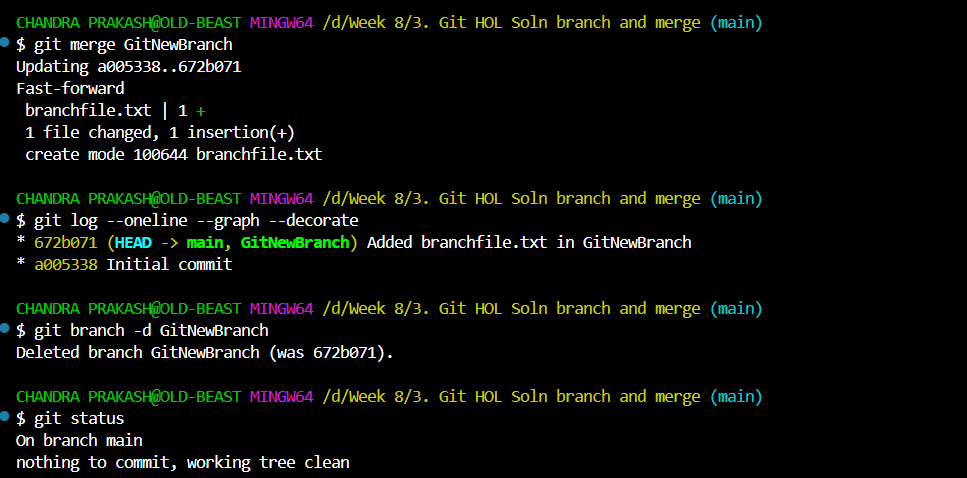 CHANDRA PRAKASH@OLD-BEAST MINGW64 /d/Week 8/3. Git HOL Soln branch and merge (main)
$ git merge GitNewBranch
Updating a005338..672b071
Fast-forward
 branchfile.txt | 1 +
 1 file changed, 1 insertion(+)
 create mode 100644 branchfile.txt
CHANDRA PRAKASH@OLD-BEAST MINGW64 /d/Week 8/3. Git HOL Soln branch and merge (main)
$ git log --oneline --graph --decorate
* 672b071 (HEAD -> main, GitNewBranch) Added branchfile.txt in GitNewBranch
* a005338 Initial commit
CHANDRA PRAKASH@OLD-BEAST MINGW64 /d/Week 8/3. Git HOL Soln branch and merge (main)
$ git branch -d GitNewBranch
Deleted branch GitNewBranch (was 672b071).
CHANDRA PRAKASH@OLD-BEAST MINGW64 /d/Week 8/3. Git HOL Soln branch and merge (main)
$ git status
On branch main
nothing to commit, working tree clean